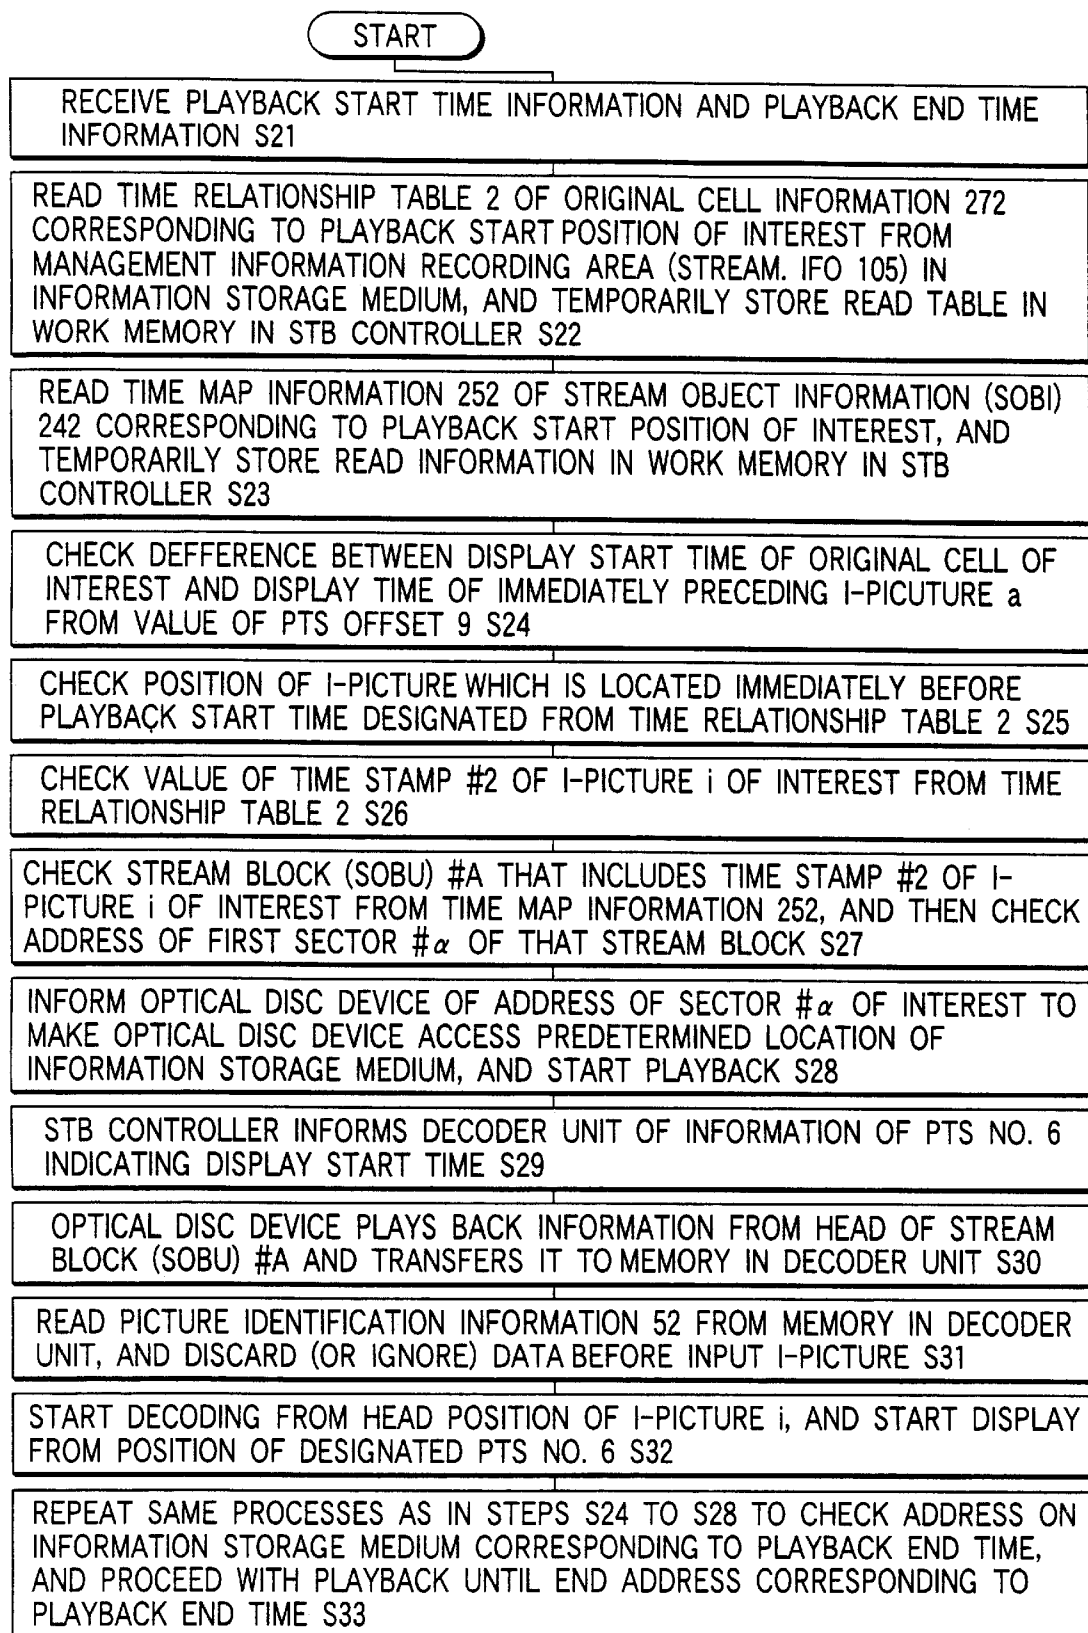 START
RECEIVE PLAYBACK START TIME INFORMATION AND PLAYBACK END TIME
INFORMATION S21
READ TIME RELATIONSHIP TABLE 2 OF ORIGINAL CELL INFORMATION 272
CORRESPONDING TO PLAYBACK START POSITION OF INTEREST FROM
MANAGEMENT INFORMATION RECORDING AREA (STREAM. IFO 105) IN
INFORMATION STORAGE MEDIUM, AND TEMPORARILY STORE READ TABLE IN
WORK MEMORY IN STB CONTROLLER S22
READ TIME MAP INFORMATION 252 OF STREAM OBJECT INFORMATION (SOBI)
242 CORRESPONDING TO PLAYBACK START POSITION OF INTEREST, AND
TEMPORARILY STORE READ INFORMATION IN WORK MEMORY IN STB
CONTROLLER S23
CHECK DEFFERENCE BETWEEN DISPLAY START TIME OF ORIGINAL CELL OF
INTEREST AND DISPLAY TIME OF IMMEDIATELY PRECEDING I-PICUTURE a
FROM VALUE OF PTS OFFSET 9 S24
CHECK POSITION OF I-PICTURE WHICH IS LOCATED IMMEDIATELY BEFORE
PLAYBACK START TIME DESIGNATED FROM TIME RELATIONSHIP TABLE 2 S25
CHECK VALUE OF TIME STAMP #2 OF I-PICTURE i OF INTEREST FROM TIME
RELATIONSHIP TABLE 2 S26
CHECK STREAM BLOCK (SOBU) #A THAT INCLUDES TIME STAMP #2 OF I-
PICTURE i OF INTEREST FROM TIME MAP INFORMATION 252, AND THEN CHECK
ADDRESS OF FIRST SECTOR #α OF THAT STREAM BLOCK S27
INFORM OPTICAL DISC DEVICE OF ADDRESS OF SECTOR #α OF INTEREST TO
MAKE OPTICAL DISC DEVICE ACCESS PREDETERMINED LOCATION OF
INFORMATION STORAGE MEDIUM, AND START PLAYBACK S28
STB CONTROLLER INFORMS DECODER UNIT OF INFORMATION OF PTS NO. 6
INDICATING DISPLAY START TIME S29
OPTICAL DISC DEVICE PLAYS BACK INFORMATION FROM HEAD OF STREAM
BLOCK (SOBU) #A AND TRANSFERS IT TO MEMORY IN DECODER UNIT S30
READ PICTURE IDENTIFICATION INFORMATION 52 FROM MEMORY IN DECODER
UNIT, AND DISCARD (OR IGNORE) DATA BEFORE INPUT I-PICTURE S31
START DECODING FROM HEAD POSITION OF I-PICTURE i, AND START DISPLAY
FROM POSITION OF DESIGNATED PTS NO. 6 S32
REPEAT SAME PROCESSES AS IN STEPS S24 TO S28 TO CHECK ADDRESS ON
INFORMATION STORAGE MEDIUM CORRESPONDING TO PLAYBACK END TIME,
AND PROCEED WITH PLAYBACK UNTIL END ADDRESS CORRESPONDING TO
PLAYBACK END TIME S33